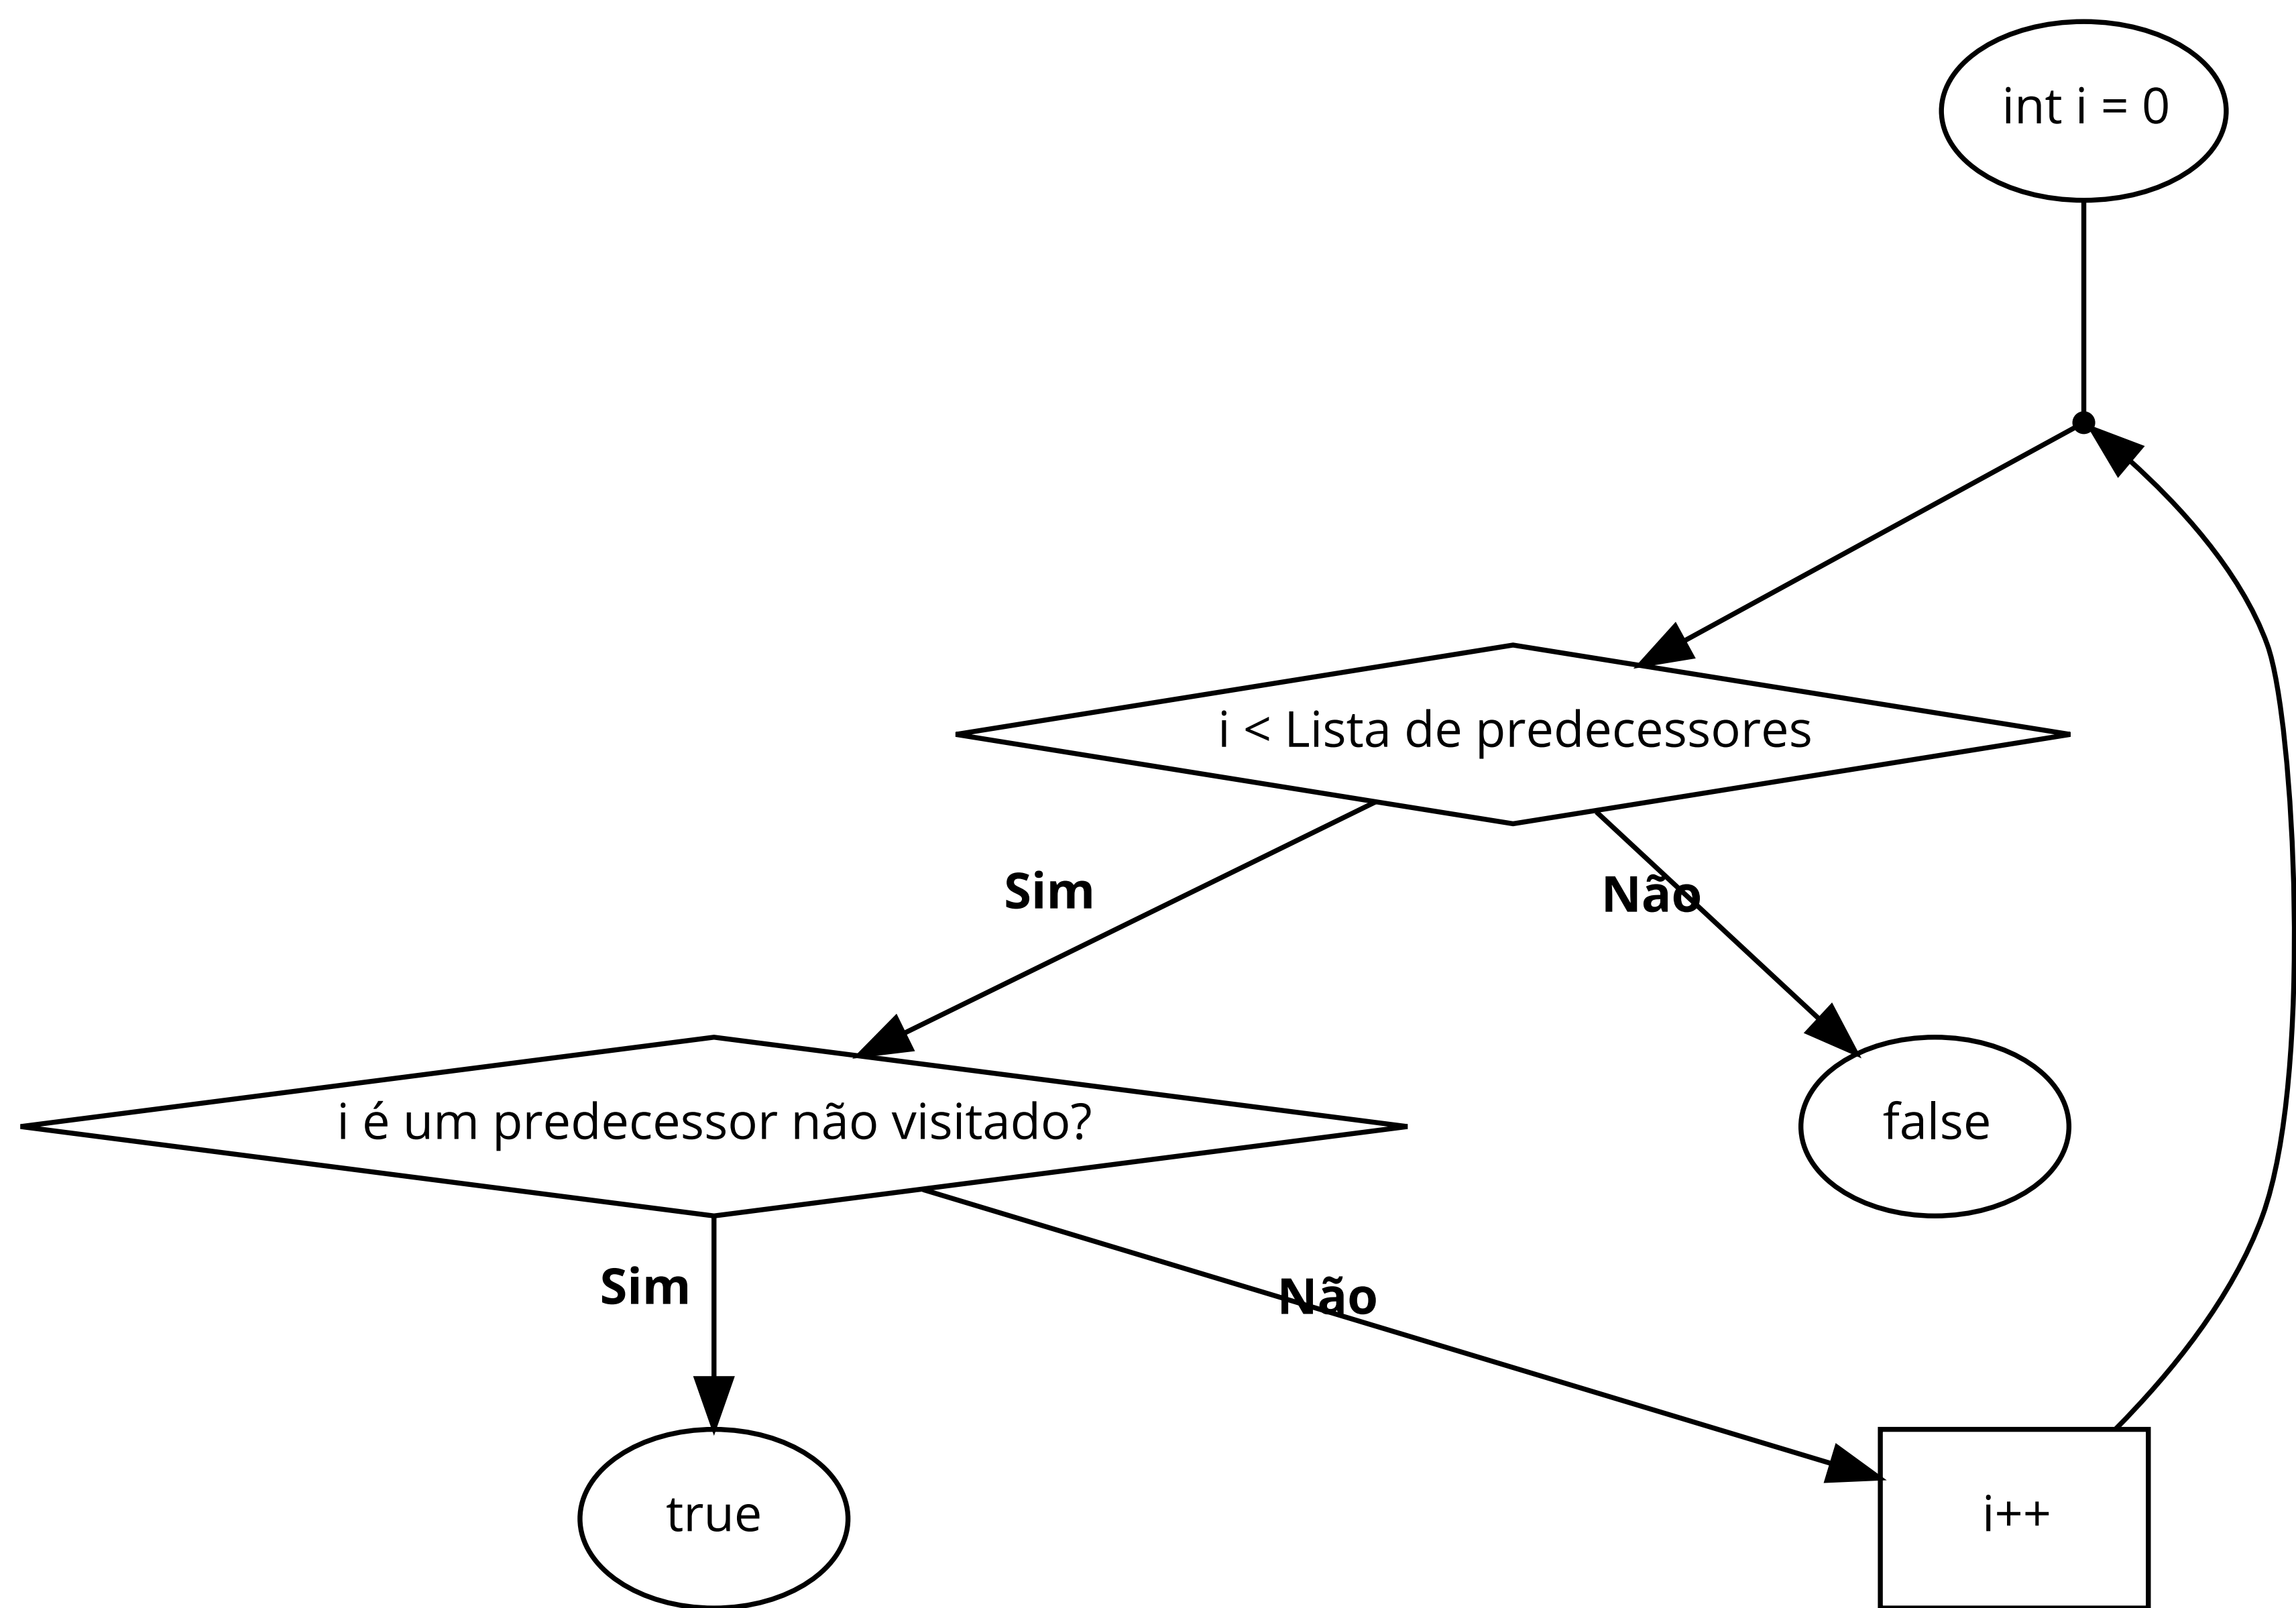 int i = 0
i < Lista de predecessores
Sim
Não
i é um predecessor não visitado?
false
Sim
Não
true
i++